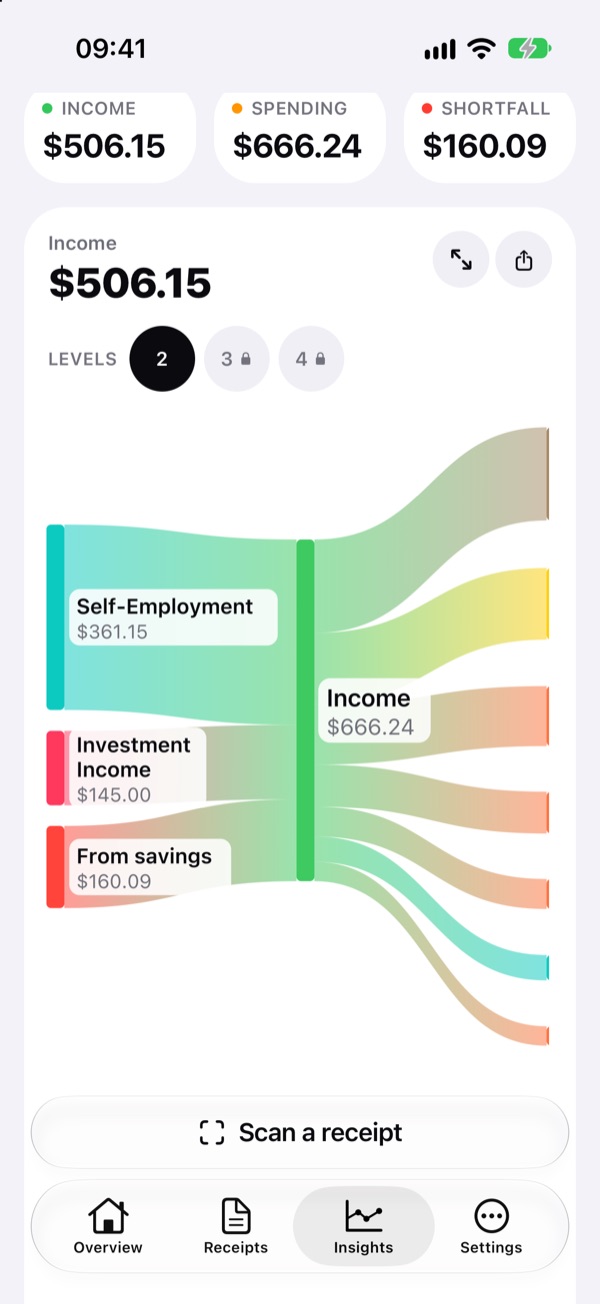 09:41
INCOME
$506.15
SPENDING
$666.24
SHORTFALL
$160.09
Income
$506.15
LEVELS 2 3 4
Self-Employment
$361.15
Income
$666.24
Investment
Income
$145.00
From savings
$160.09
Scan a receipt
Overview
Receipts
Insights
Settings